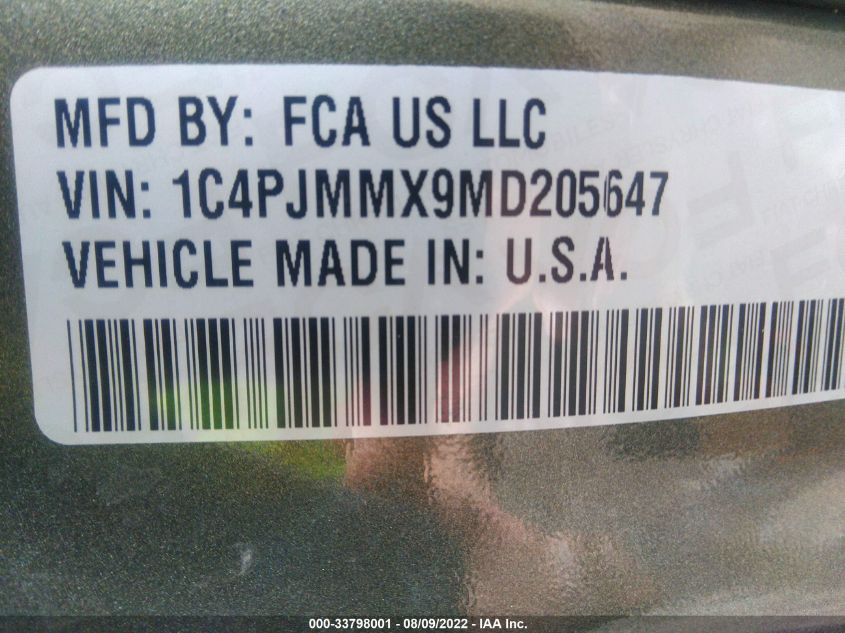 MFD BY: FCA US LLC
VIN: 1C4PJMMX9MD205647
VEHICLE MADE IN: U.S.A.
000-33798001 - 08/09/2022 - IAA Inc.